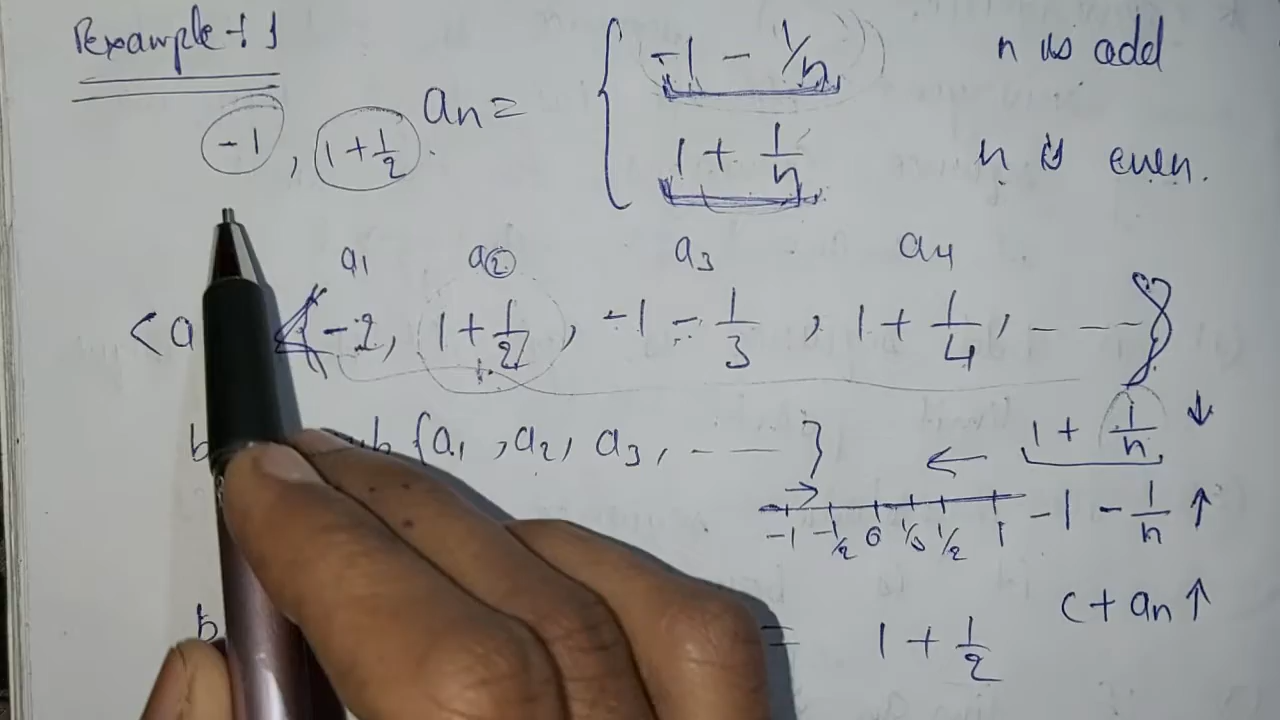 Example÷1
an = { -1 - 1/n n is odd
-1, 1+1/2. 1 + 1/n n is even.
a1 a2 a3 a4
<a < -2, 1+1/2, -1 - 1/3, 1 + 1/4, - - - >
b {a1, a2, a3, - - - } 1 + 1/n ↓
←
→ -1 - 1/n ↑
-1 -1/2 0 1/2 1
b = 1 + 1/2 c + an ↑